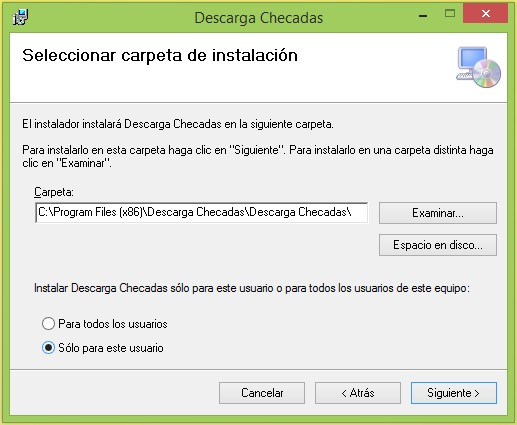 Descarga Checadas
Seleccionar carpeta de instalación
El instalador instalará Descarga Checadas en la siguiente carpeta.
Para instalarlo en esta carpeta haga clic en "Siguiente". Para instalarlo en una carpeta distinta haga
clic en "Examinar".
Carpeta:
C:\Program Files (x86)\Descarga Checadas\Descarga Checadas\
Examinar...
Espacio en disco...
Instalar Descarga Checadas sólo para este usuario o para todos los usuarios de este equipo:
Para todos los usuarios
Sólo para este usuario
Cancelar
< Atrás
Siguiente >